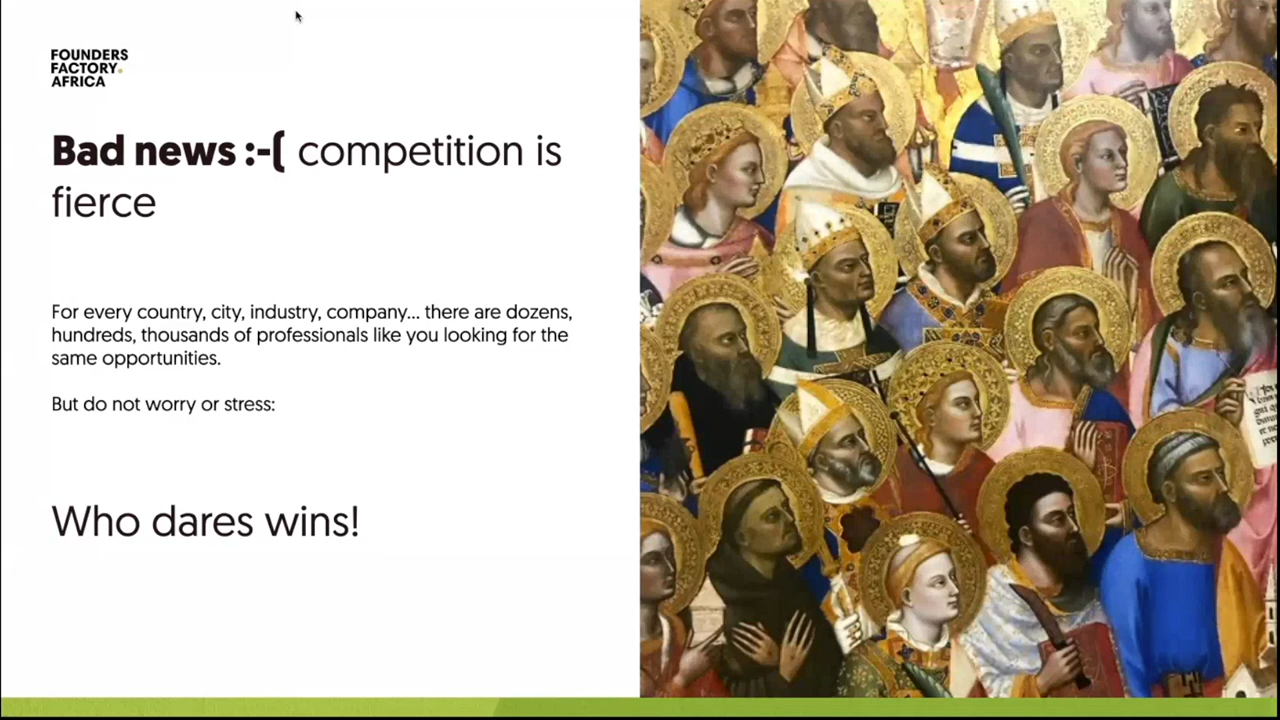 FOUNDERS
FACTORY.
AFRICA
Bad news :-( competition is
fierce
For every country, city, industry, company... there are dozens,
hundreds, thousands of professionals like you looking for the
same opportunities.
But do not worry or stress:
Who dares wins!